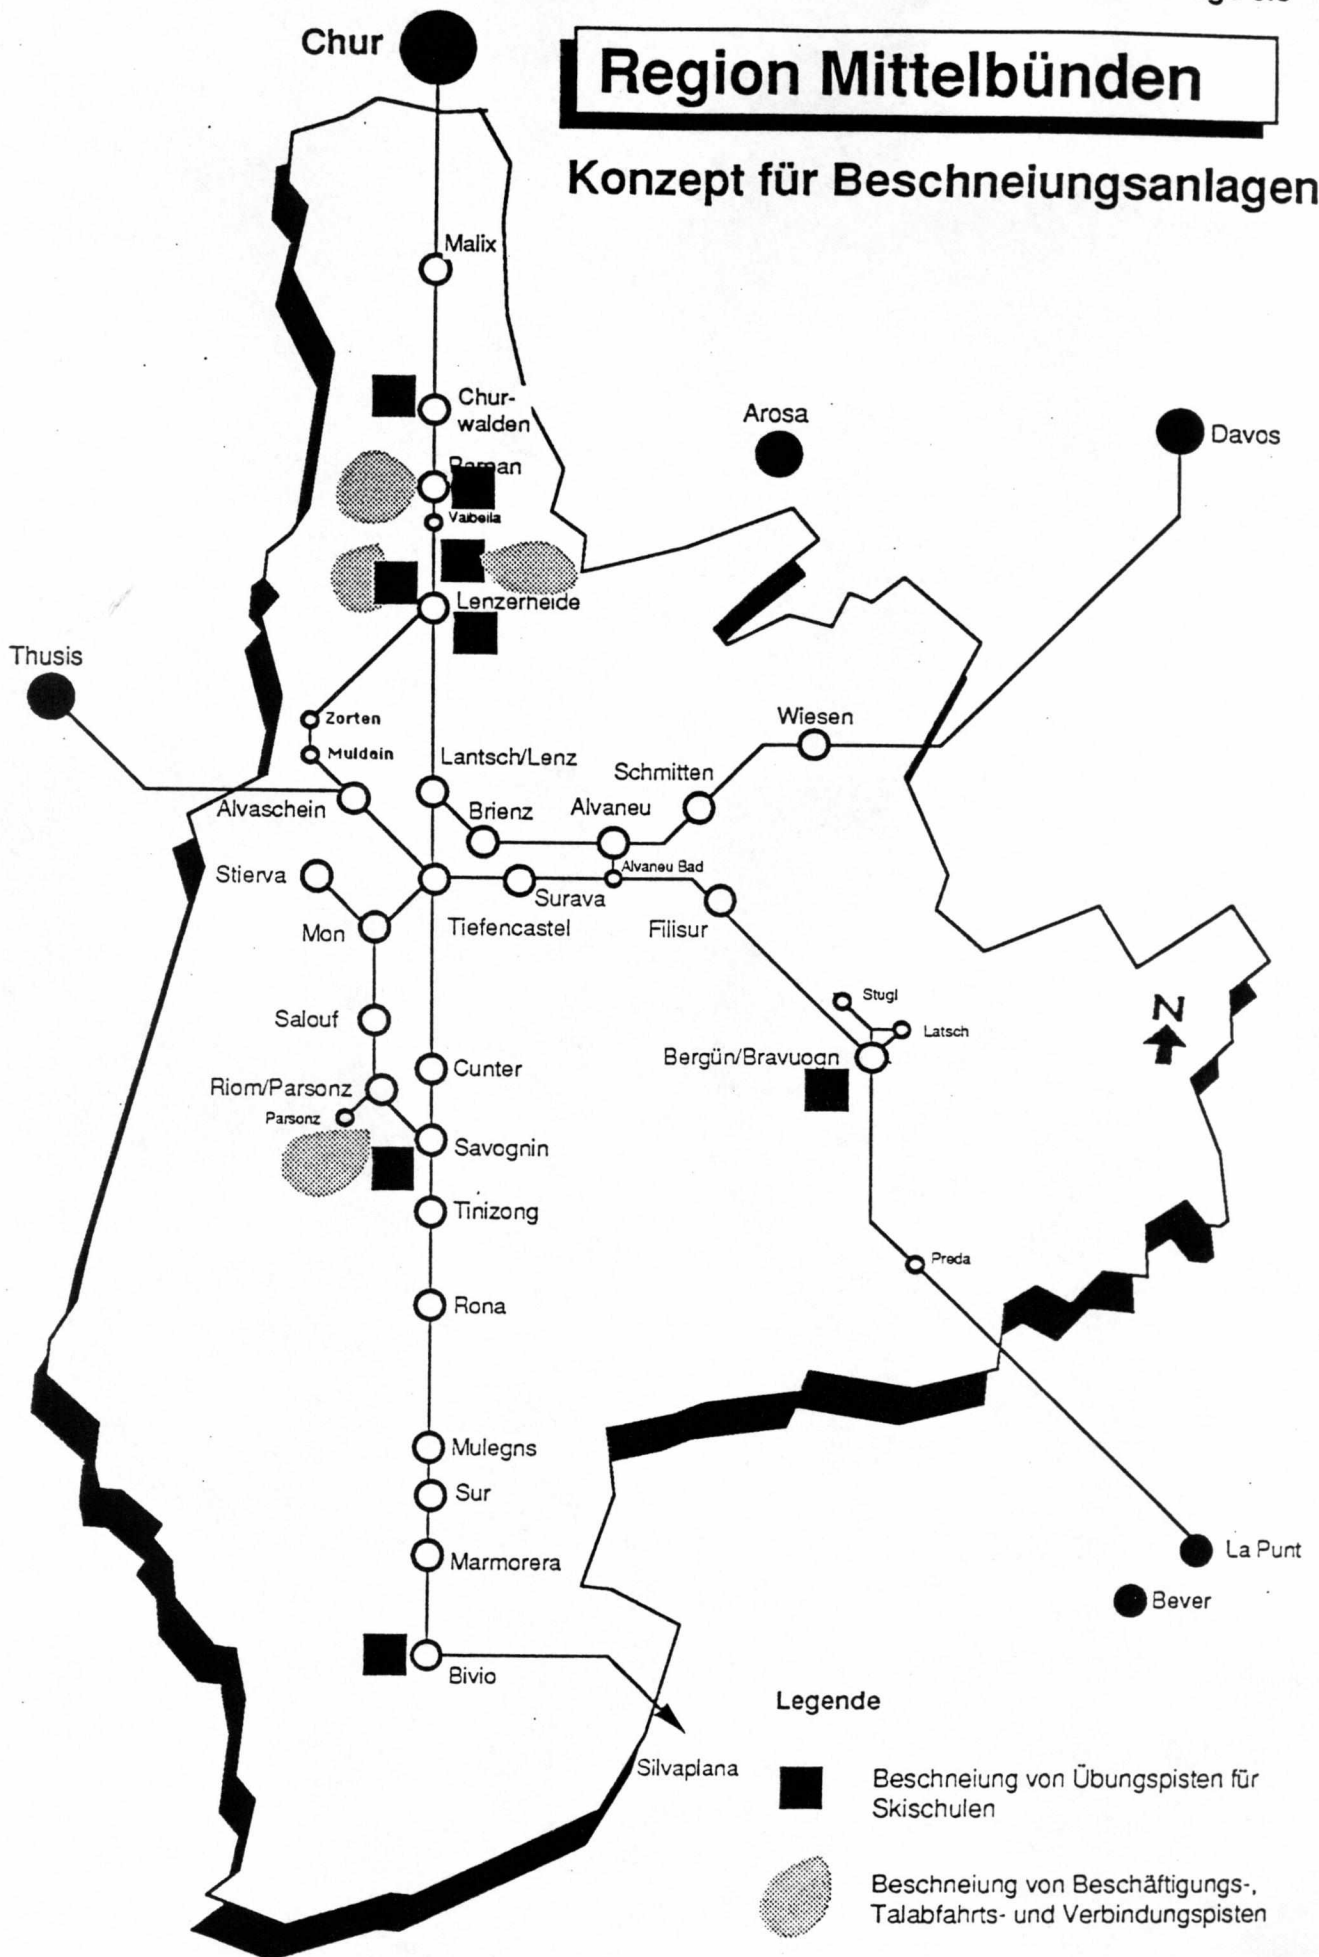 Chur
Region Mittelbünden
Konzept für Beschneiungsanlagen
Malix
Chur-
walden
Arosa
Davos
Valbella
Lenzerheide
Thusis
Zorten
Muldain
Wiesen
Lantsch/Lenz
Schmitten
Alvaschein
Brienz
Alvaneu
Stierva
Alvaneu Bad
Surava
Mon
Tiefencastel
Filisur
Stugl
N
Salouf
Latsch
Bergün/Bravuogn
Cunter
Riom/Parsonz
Parsonz
Savognin
Tinizong
Preda
Rona
Mulegns
Sur
Marmorera
La Punt
Bever
Bivio
Legende
Silvaplana
Beschneiung von Übungspisten für
Skischulen
Beschneiung von Beschäftigungs-,
Talabfahrts- und Verbindungspisten